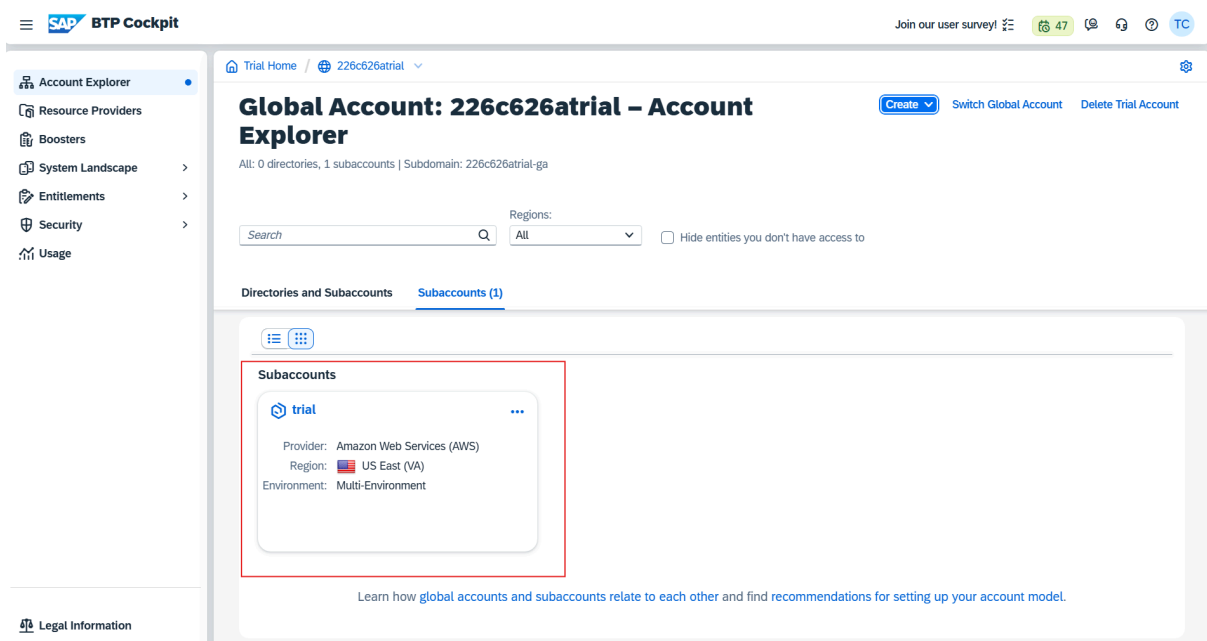 SAP BTP Cockpit
Join our user survey!
47
TC
Account Explorer
Resource Providers
Boosters
System Landscape
Entitlements
Security
Usage
Legal Information
Trial Home / 226c626atrial
Global Account: 226c626atrial – Account
Explorer
Create
Switch Global Account
Delete Trial Account
All: 0 directories, 1 subaccounts | Subdomain: 226c626atrial-ga
Regions:
Search
All
Hide entities you don't have access to
Directories and Subaccounts
Subaccounts (1)
Subaccounts
trial
Provider: Amazon Web Services (AWS)
Region: US East (VA)
Environment: Multi-Environment
Learn how global accounts and subaccounts relate to each other and find recommendations for setting up your account model.